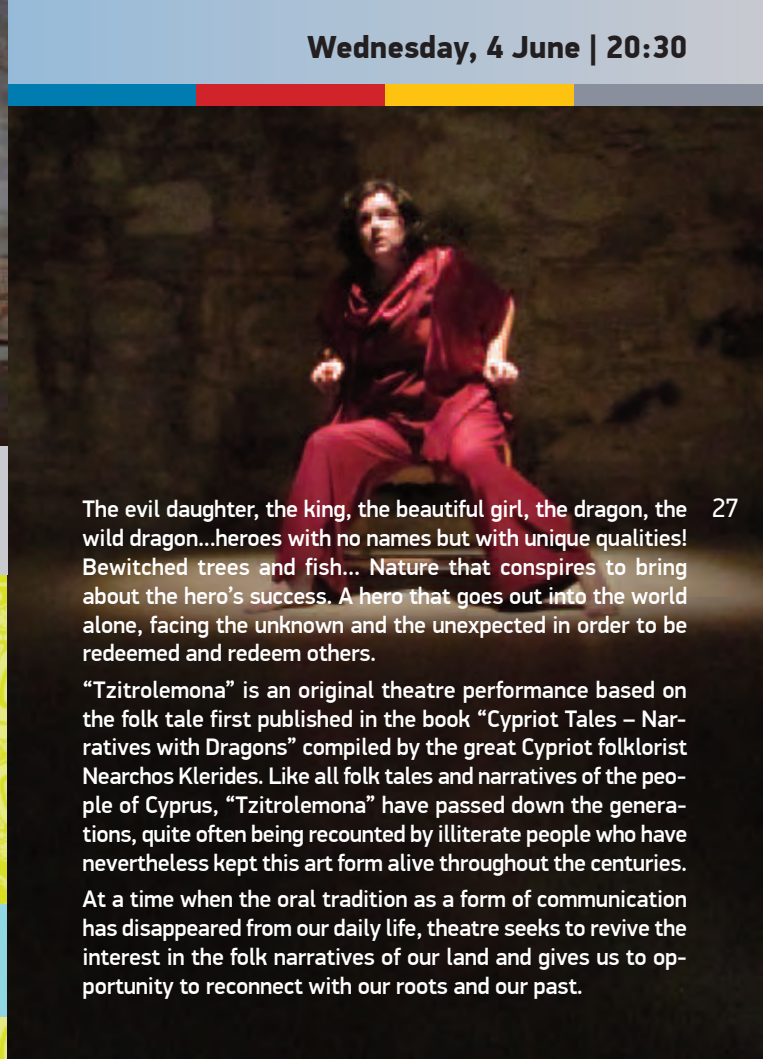 Wednesday, 4 June | 20:30
The evil daughter, the king, the beautiful girl, the dragon, the
27
wild dragon...heroes with no names but with unique qualities!
Bewitched trees and fish... Nature that conspires to bring
about the hero's success. A hero that goes out into the world
alone, facing the unknown and the unexpected in order to be
redeemed and redeem others.
“Tzitrolemona” is an original theatre performance based on
the folk tale first published in the book “Cypriot Tales – Nar-
ratives with Dragons” compiled by the great Cypriot folklorist
Nearchos Klerides. Like all folk tales and narratives of the peo-
ple of Cyprus, “Tzitrolemona” have passed down the genera-
tions, quite often being recounted by illiterate people who have
nevertheless kept this art form alive throughout the centuries.
At a time when the oral tradition as a form of communication
has disappeared from our daily life, theatre seeks to revive the
interest in the folk narratives of our land and gives us to op-
portunity to reconnect with our roots and our past.